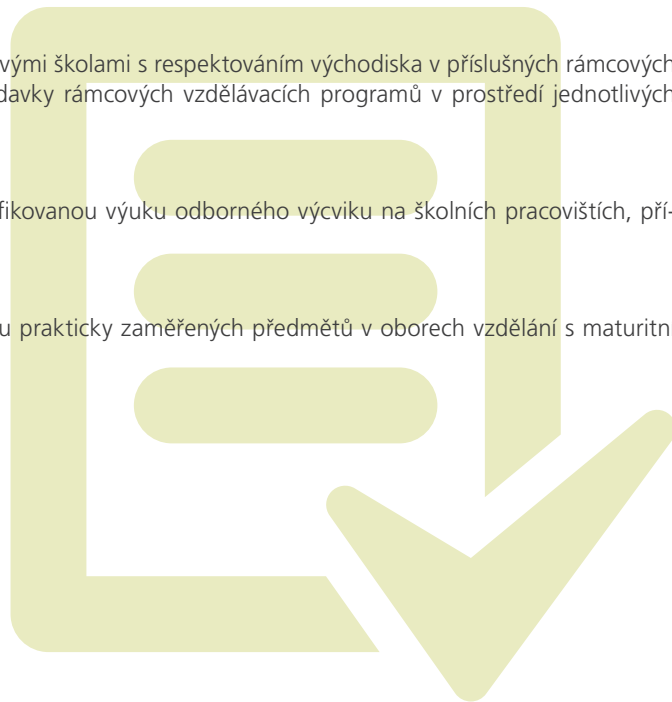 vými školami s respektováním východiska v příslušných rámcových
davky rámcových vzdělávacích programů v prostředí jednotlivých
fikovanou výuku odborného výcviku na školních pracovištích, pří-
u prakticky zaměřených předmětů v oborech vzdělání s maturitn